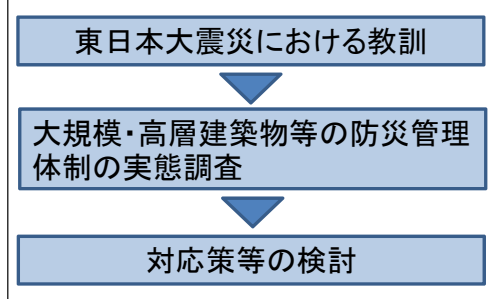 東日本大震災における教訓
大規模・高層建築物等の防災管理
体制の実態調査
対応策等の検討